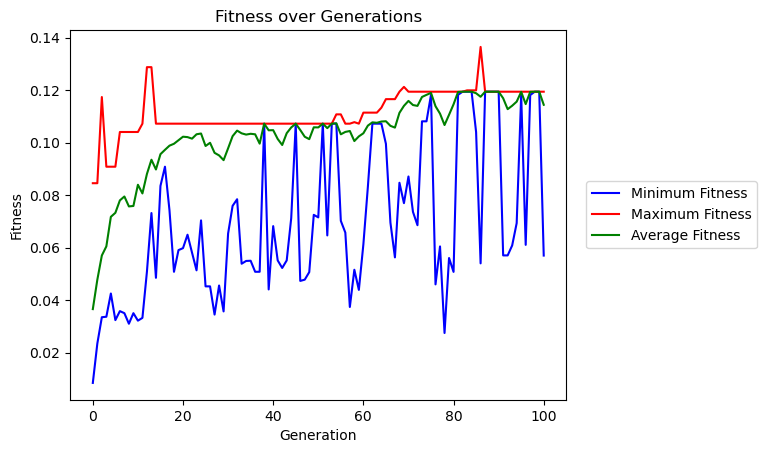 Fitness over Generations
0.14
0.12
0.10
0.08
0.06
0.04
0.02
Fitness
0 20 40 60 80 100
Generation
Minimum Fitness
Maximum Fitness
Average Fitness